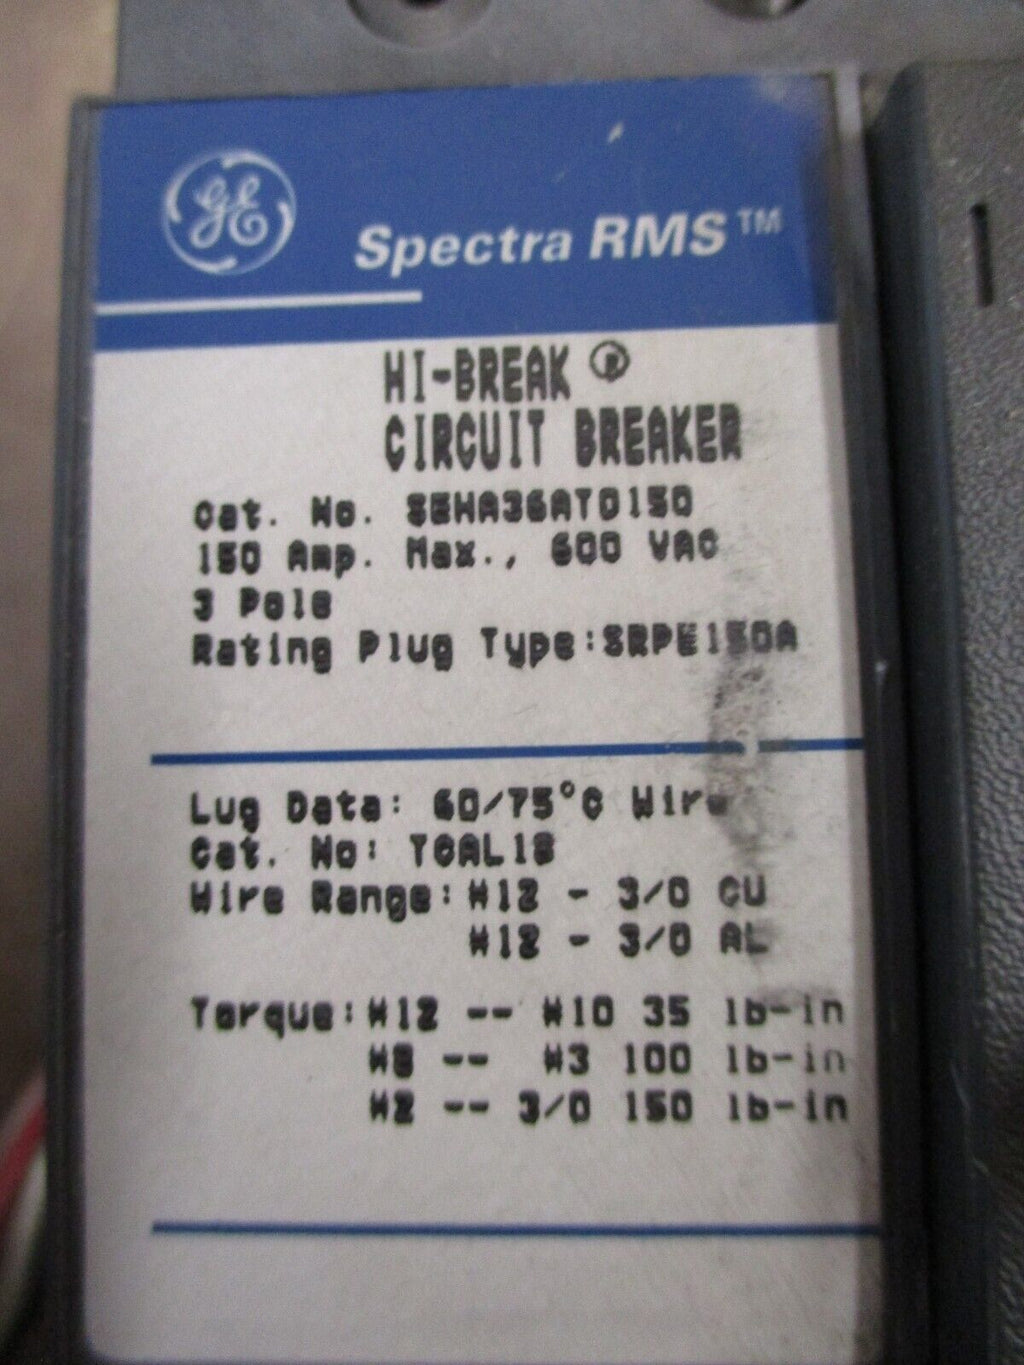 GE
Spectra RMS™
HI-BREAK ®
CIRCUIT BREAKER
Cat. No. SEHA36AT0150
150 Amp. Max., 600 VAC
3 Pole
Rating Plug Type:SRPE150A
Lug Data: 60/75°C Wire
Cat. No: TCAL18
Wire Range:#12 - 3/0 CU
#12 - 3/0 AL
Torque:#12 -- #10 35 lb-in
#8 -- #3 100 lb-in
#2 -- 3/0 150 lb-in